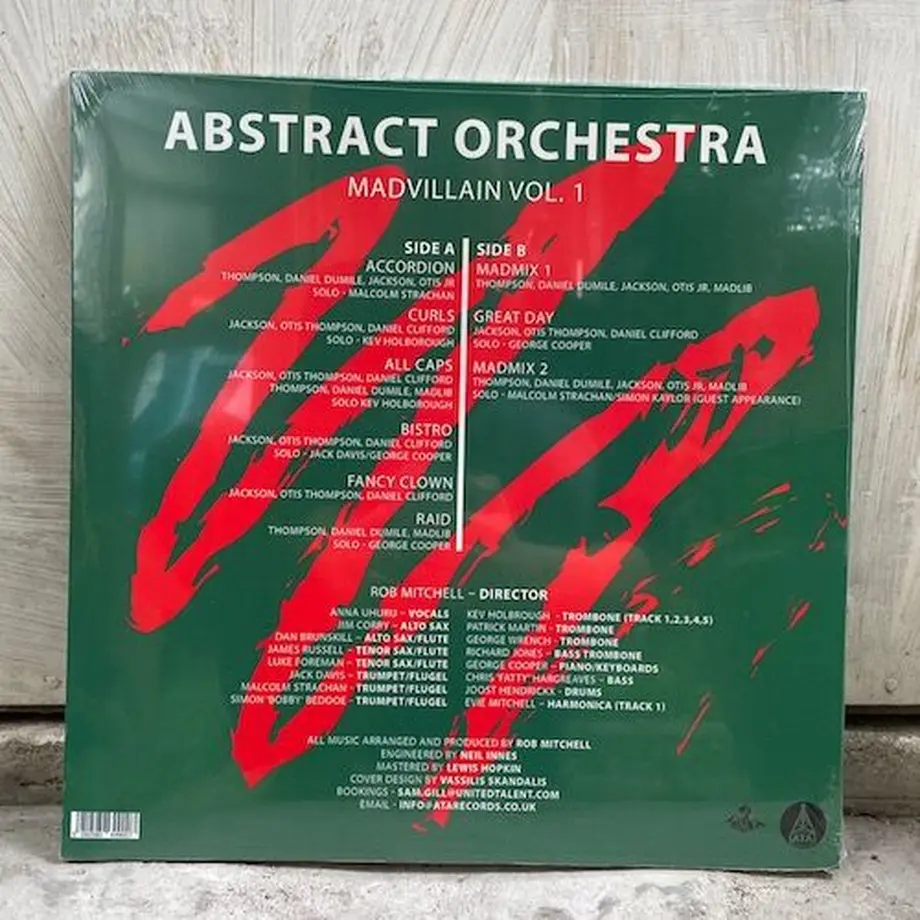 ABSTRACT ORCHESTRA
MADVILLAIN VOL. 1
SIDE A
ACCORDION
THOMPSON, DANIEL DUMILE, JACKSON, OTIS JR
SOLO - MALCOLM STRACHAN
CURLS
JACKSON, OTIS THOMPSON, DANIEL CLIFFORD
SOLO - KEV HOLBOROUGH
ALL CAPS
JACKSON, OTIS THOMPSON, DANIEL CLIFFORD
THOMPSON, DANIEL DUMILE, MADLIB
SOLO KEV HOLBOROUGH
BISTRO
JACKSON, OTIS THOMPSON, DANIEL CLIFFORD
SOLO - JACK DAVIS/GEORGE COOPER
FANCY CLOWN
JACKSON, OTIS THOMPSON, DANIEL CLIFFORD
RAID
THOMPSON, DANIEL DUMILE, MADLIB
SOLO - GEORGE COOPER
SIDE B
MADMIX 1
THOMPSON, DANIEL DUMILE, JACKSON, OTIS JR, MADLIB
GREAT DAY
JACKSON, OTIS THOMPSON, DANIEL CLIFFORD
SOLO - GEORGE COOPER
MADMIX 2
THOMPSON, DANIEL DUMILE, JACKSON, OTIS JR, MADLIB
SOLO - MALCOLM STRACHAN/SIMON KAYLOR (GUEST APPEARANCE)
ROB MITCHELL – DIRECTOR
ANNA UHURU – VOCALS
JIM CORRY – ALTO SAX
DAN BRUNSKILL – ALTO SAX/FLUTE
JAMES RUSSELL – TENOR SAX/FLUTE
LUKE FOREMAN – TENOR SAX/FLUTE
JACK DAVIS – TRUMPET/FLUGEL
MALCOLM STRACHAN – TRUMPET/FLUGEL
SIMON 'BOBBY' BEDDOE – TRUMPET/FLUGEL
KEV HOLBROUGH - TROMBONE (TRACK 1,2,3,4,5)
PATRICK MARTIN - TROMBONE
GEORGE WRENCH - TROMBONE
RICHARD JONES – BASS TROMBONE
GEORGE COOPER – PIANO/KEYBOARDS
CHRIS 'FATTY' HARGREAVES – BASS
JOOST HENDRICKX – DRUMS
EVIE MITCHELL – HARMONICA (TRACK 1)
ALL MUSIC ARRANGED AND PRODUCED BY ROB MITCHELL
ENGINEERED BY NEIL INNES
MASTERED BY LEWIS HOPKIN
COVER DESIGN BY VASSILIS SKANDALIS
BOOKINGS - SAM.GILL@UNITEDTALENT.COM
EMAIL - INFO@ATARECORDS.CO.UK
ATA